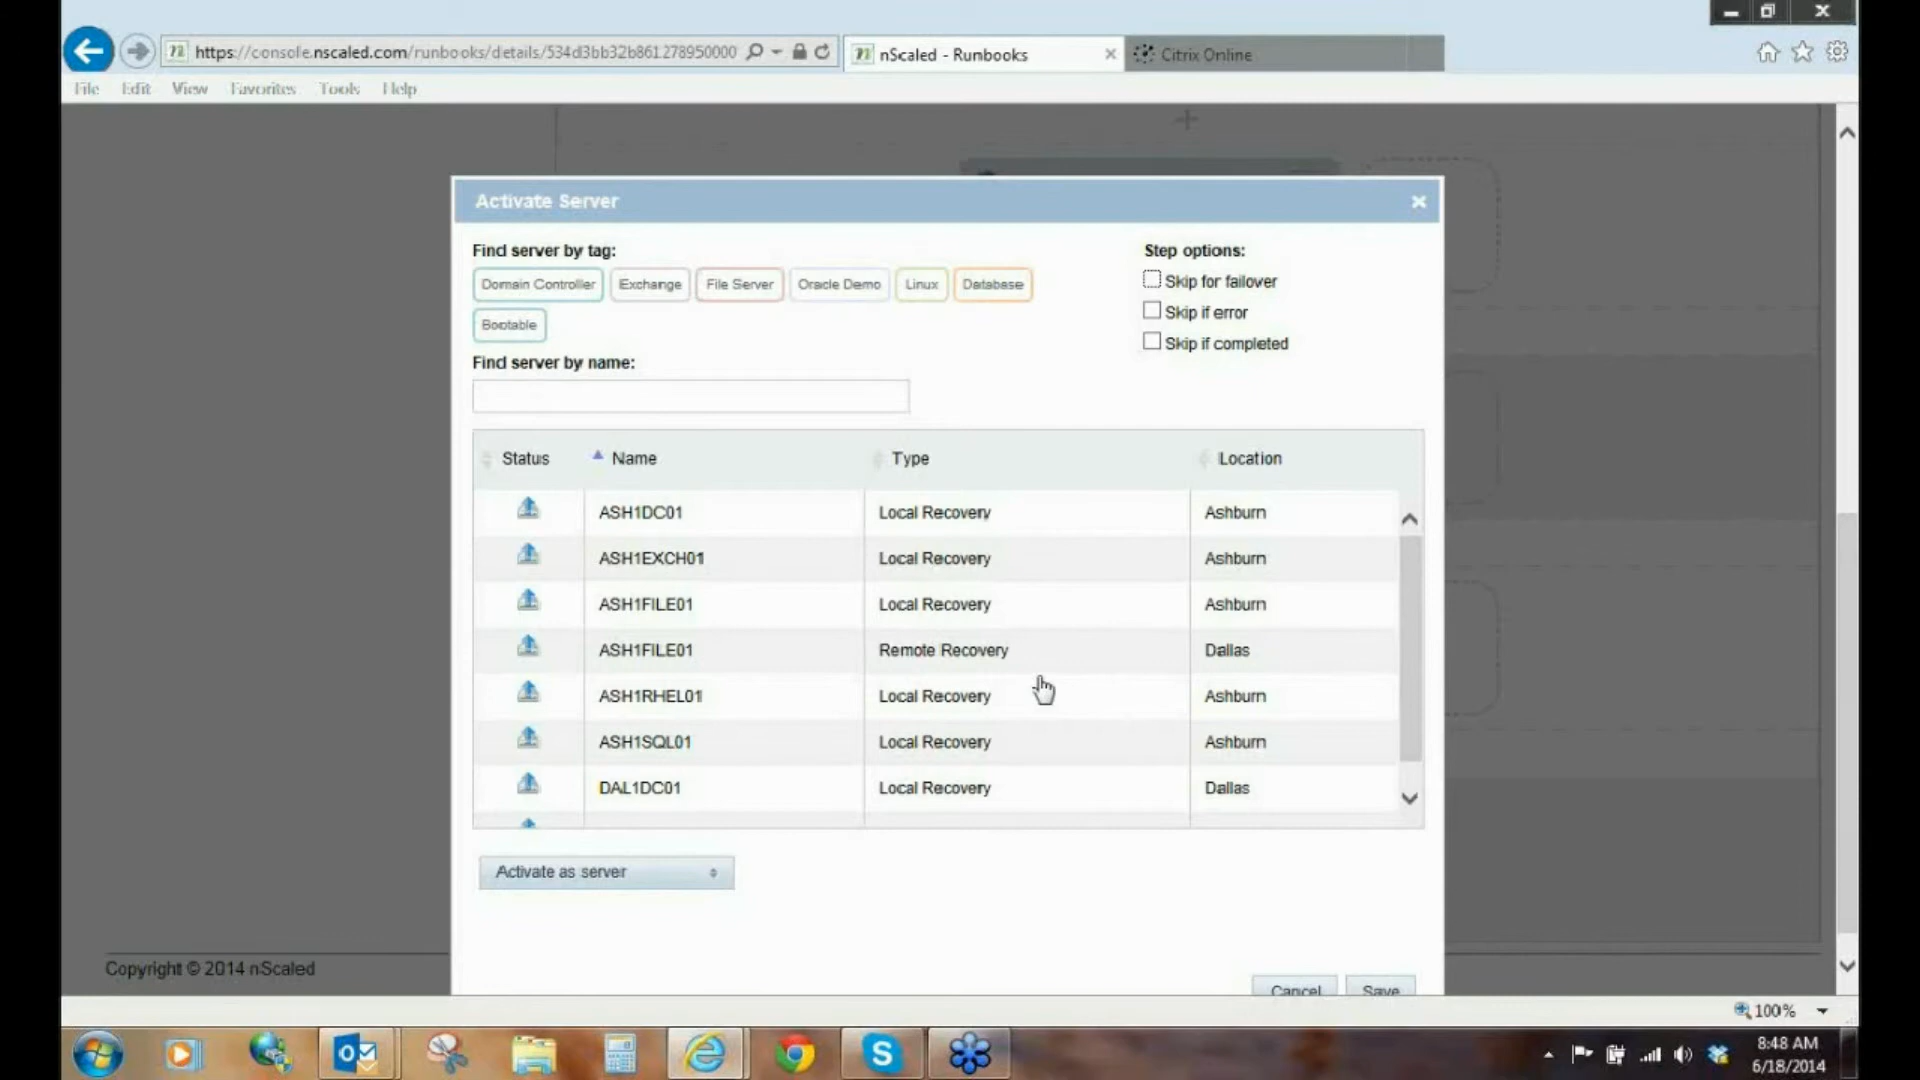 https://console.nscaled.com/runbooks/details/534d3bb32b861278950000
nScaled - Runbooks
Citrix Online
File Edit View Favorites Tools Help
Activate Server
Find server by tag:
Step options:
Domain Controller Exchange File Server Oracle Demo Linux Database
Skip for failover
Bootable
Skip if error
Skip if completed
Find server by name:
Status Name Type Location
ASH1DC01 Local Recovery Ashburn
ASH1EXCH01 Local Recovery Ashburn
ASH1FILE01 Local Recovery Ashburn
ASH1FILE01 Remote Recovery Dallas
ASH1RHEL01 Local Recovery Ashburn
ASH1SQL01 Local Recovery Ashburn
DAL1DC01 Local Recovery Dallas
Activate as server
Copyright © 2014 nScaled
Cancel Save
100%
8:48 AM
6/18/2014